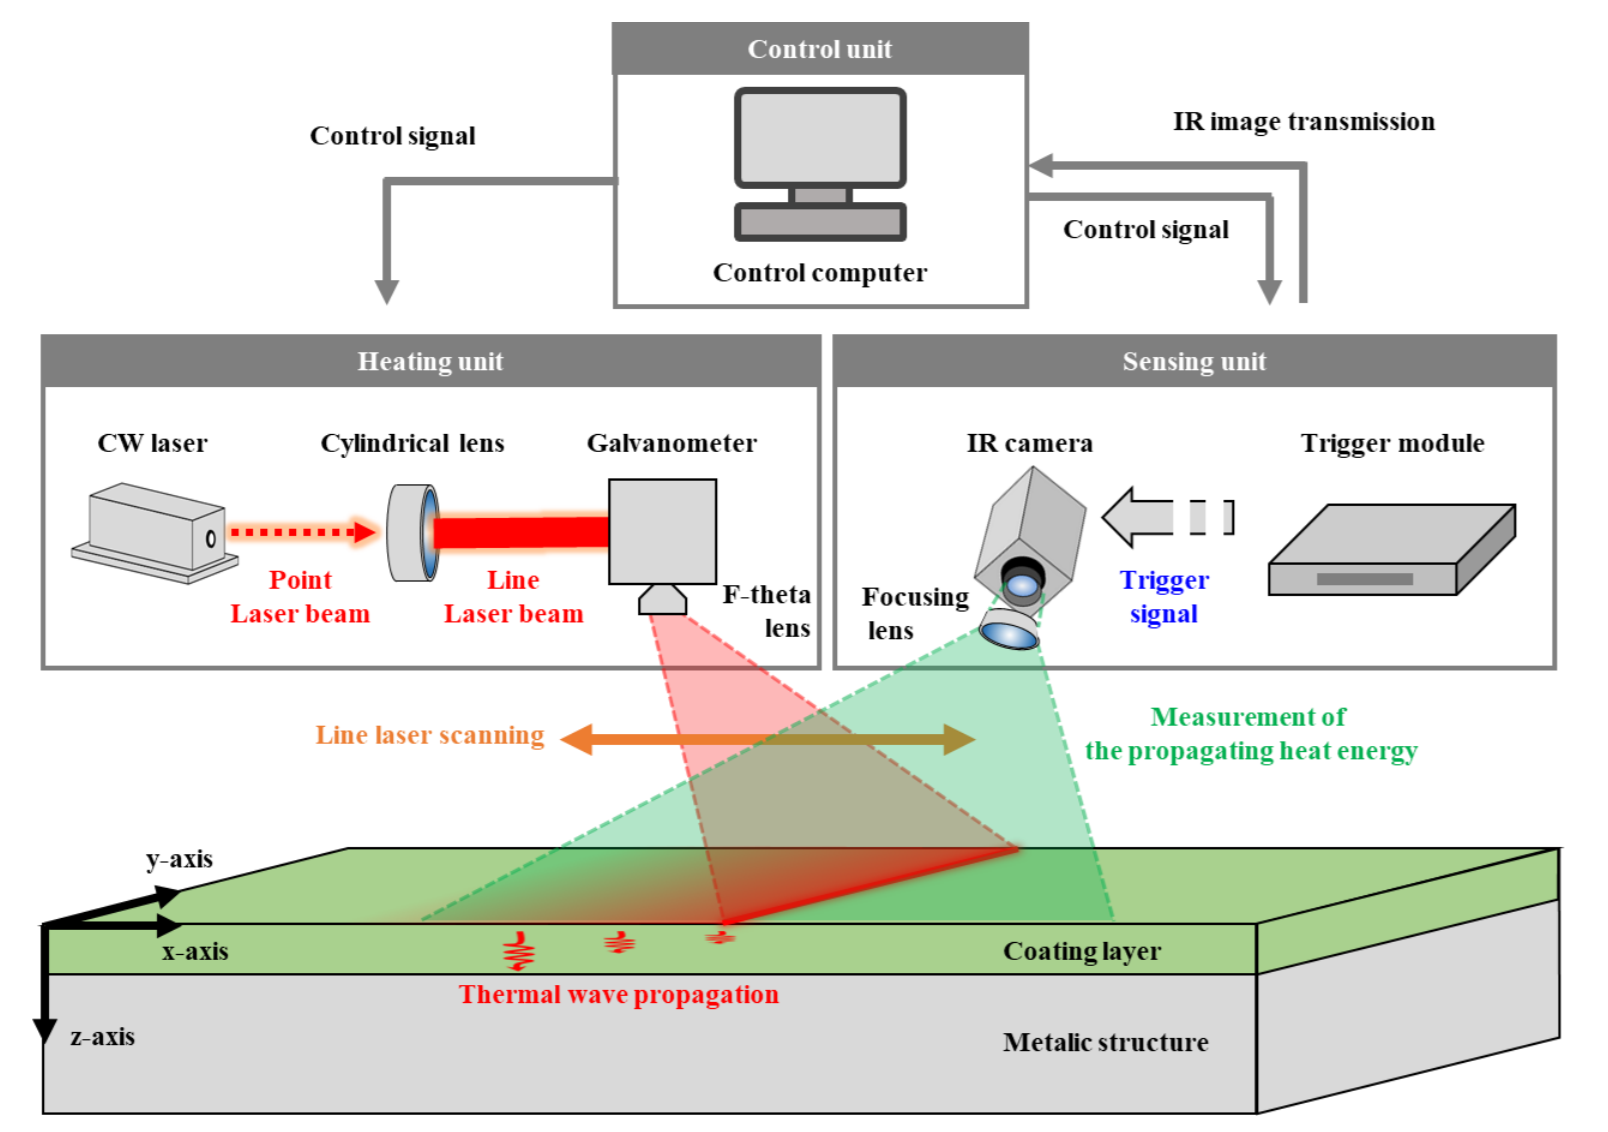 Control unit
Control signal
IR image transmission
Control signal
Control computer
Heating unit
Sensing unit
CW laser
Cylindrical lens
Galvanometer
IR camera
Trigger module
Point
Laser beam
Line
Laser beam
F-theta
lens
Focusing
lens
Trigger
signal
Line laser scanning
Measurement of
the propagating heat energy
y-axis
x-axis
Coating layer
Thermal wave propagation
z-axis
Metalic structure